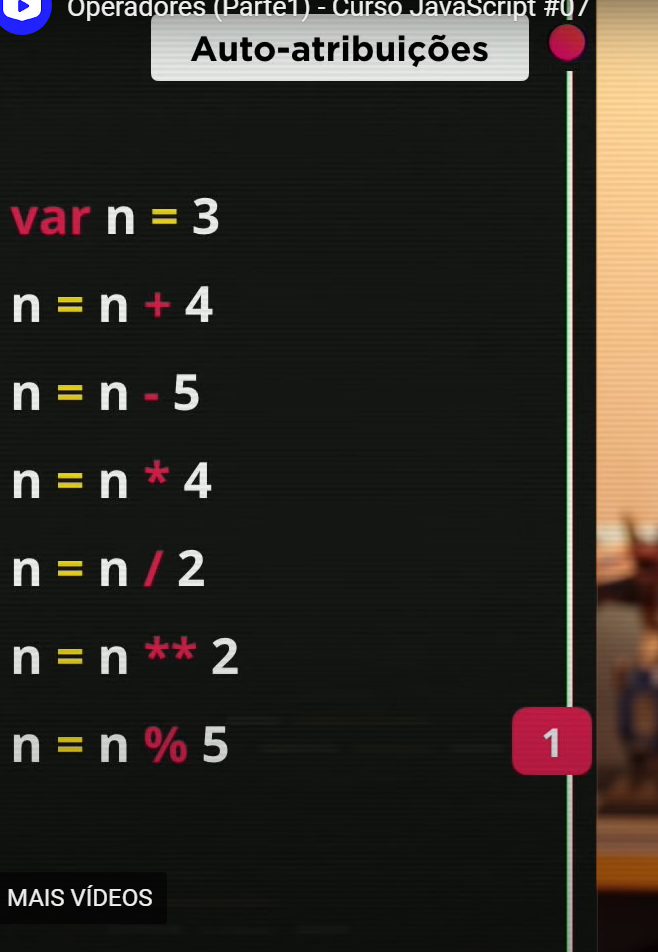 Operadores (Parte1) - Curso JavaScript #07
Auto-atribuições
var n = 3
n = n + 4
n = n - 5
n = n * 4
n = n / 2
n = n ** 2
n = n % 5
1
MAIS VÍDEOS